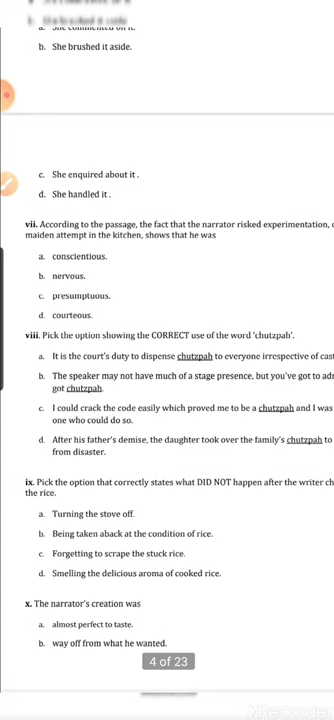 b. She brushed it aside.
c. She enquired about it .
d. She handled it .
vii. According to the passage, the fact that the narrator risked experimentation,
maiden attempt in the kitchen, shows that he was
a. conscientious.
b. nervous.
c. presumptuous.
d. courteous.
viii. Pick the option showing the CORRECT use of the word ‘chutzpah’.
a. It is the court’s duty to dispense chutzpah to everyone irrespective of
b. The speaker may not have much of a stage presence, but you’ve got to
got chutzpah.
c. I could crack the code easily which proved me to be a chutzpah and I was
one who could do so.
d. After his father’s demise, the daughter took over the family’s chutzpah to
from disaster.
ix. Pick the option that correctly states what DID NOT happen after the writer
the rice.
a. Turning the stove off.
b. Being taken aback at the condition of rice.
c. Forgetting to scrape the stuck rice.
d. Smelling the delicious aroma of cooked rice.
x. The narrator’s creation was
a. almost perfect to taste.
b. way off from what he wanted.
4 of 23